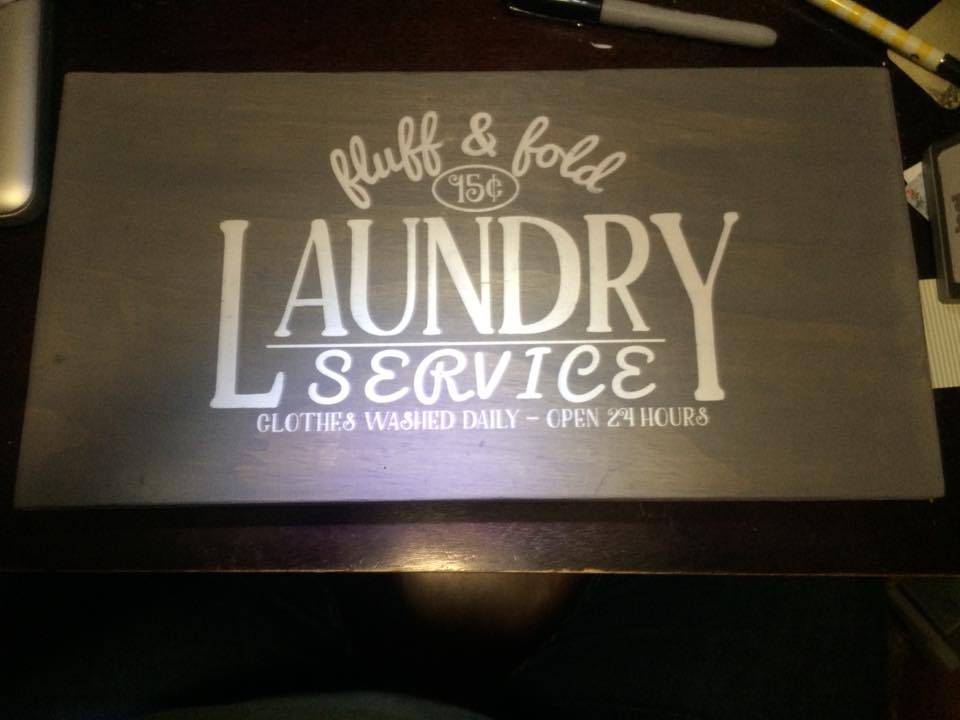 fluff & fold
15¢
LAUNDRY
SERVICE
CLOTHES WASHED DAILY – OPEN 24 HOURS